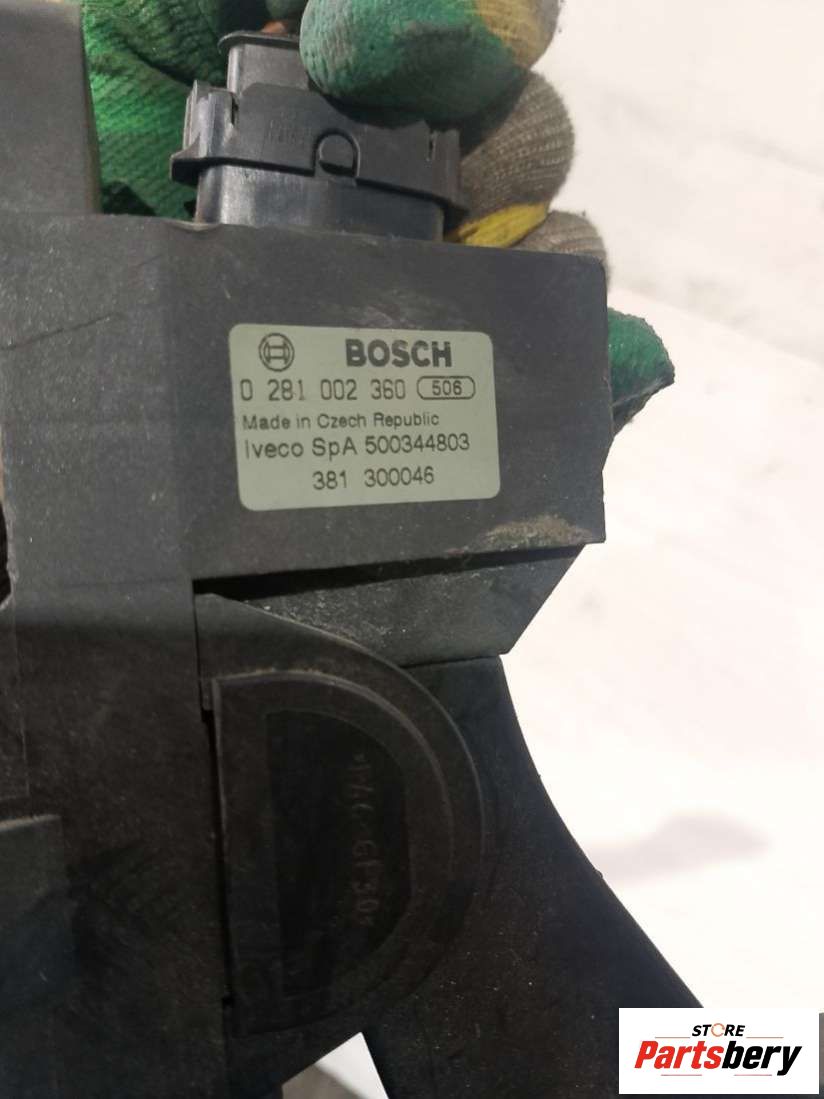 BOSCH
0 281 002 360 506
Made in Czech Republic
Iveco SpA 500344803
381 300046
STORE
Partsbery